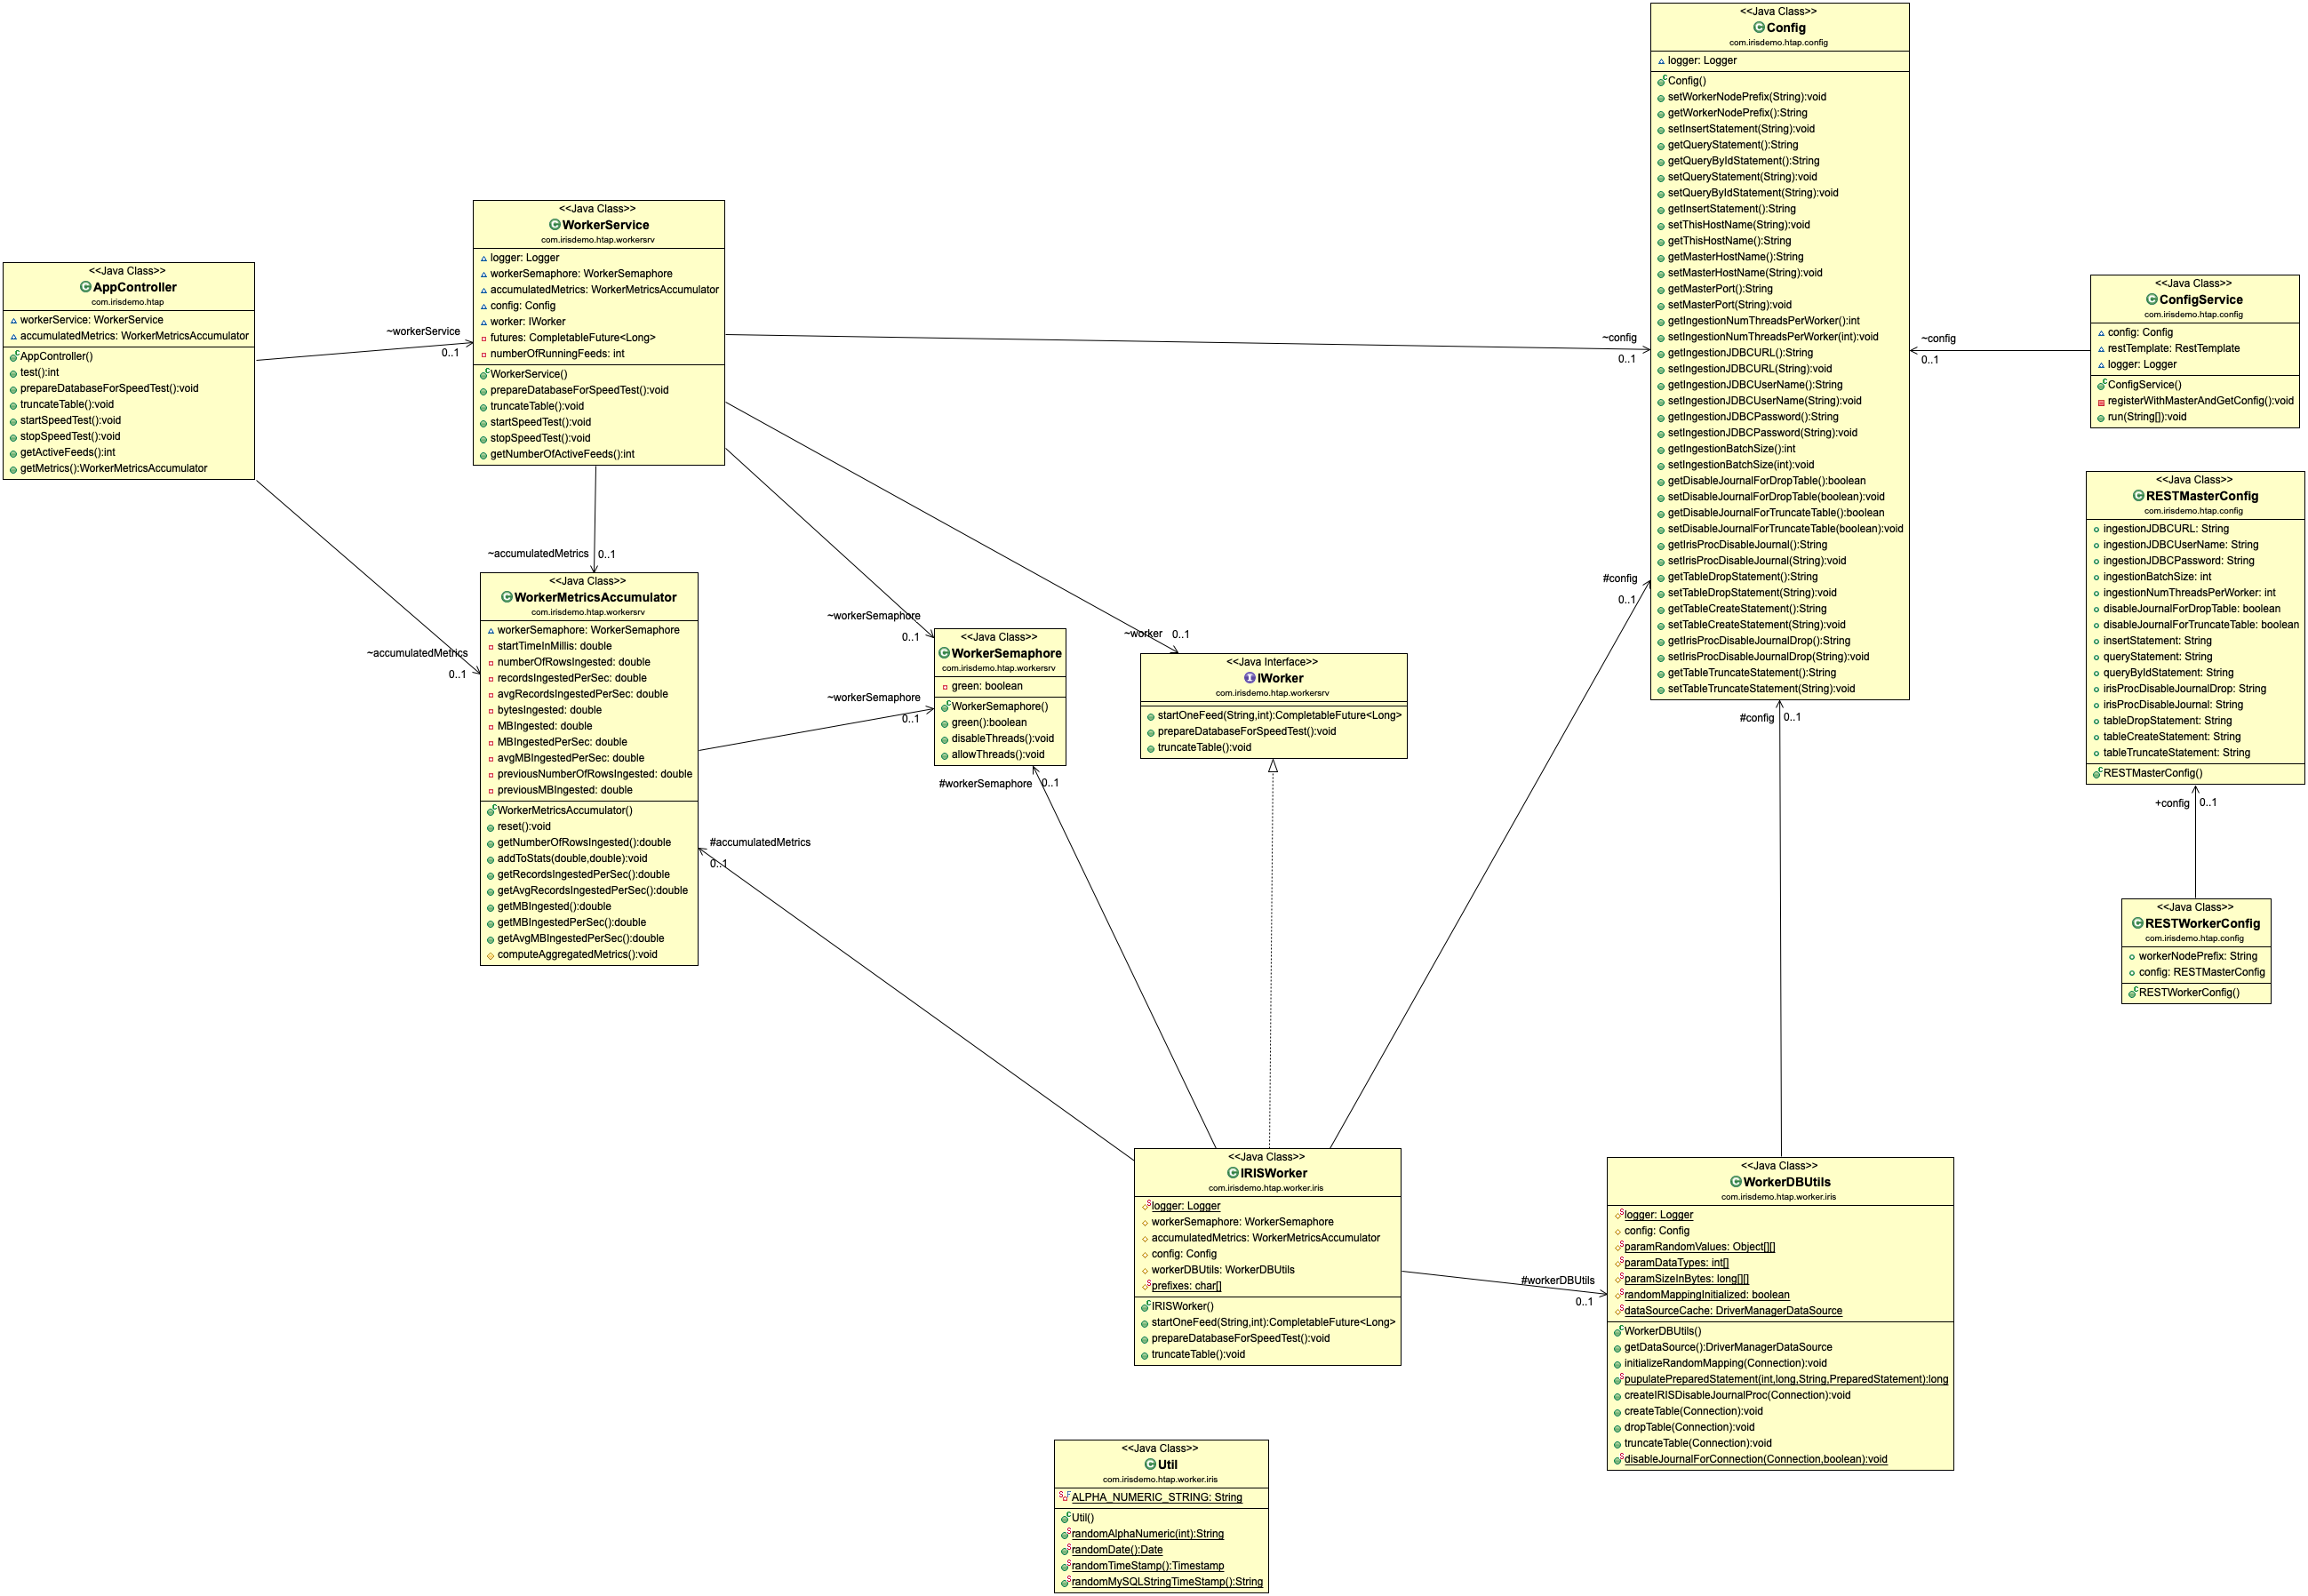 <<Java Class>>
AppController
com.irisdemo.htap
workerService: WorkerService
accumulatedMetrics: WorkerMetricsAccumulator
AppController()
test():int
prepareDatabaseForSpeedTest():void
truncateTable():void
startSpeedTest():void
stopSpeedTest():void
getActiveFeeds():int
getMetrics():WorkerMetricsAccumulator
~workerService
0..1
~accumulatedMetrics
0..1
<<Java Class>>
WorkerService
com.irisdemo.htap.workersrv
logger: Logger
workerSemaphore: WorkerSemaphore
accumulatedMetrics: WorkerMetricsAccumulator
config: Config
worker: IWorker
futures: CompletableFuture<Long>
numberOfRunningFeeds: int
WorkerService()
prepareDatabaseForSpeedTest():void
truncateTable():void
startSpeedTest():void
stopSpeedTest():void
getNumberOfActiveFeeds():int
~accumulatedMetrics
0..1
~workerSemaphore
0..1
~worker
0..1
~config
0..1
<<Java Class>>
WorkerMetricsAccumulator
com.irisdemo.htap.workersrv
workerSemaphore: WorkerSemaphore
startTimeInMillis: double
numberOfRowsIngested: double
recordsIngestedPerSec: double
avgRecordsIngestedPerSec: double
bytesIngested: double
MBIngested: double
MBIngestedPerSec: double
avgMBIngestedPerSec: double
previousNumberOfRowsIngested: double
previousMBIngested: double
WorkerMetricsAccumulator()
reset():void
getNumberOfRowsIngested():double
addToStats(double,double):void
getRecordsIngestedPerSec():double
getAvgRecordsIngestedPerSec():double
getMBIngested():double
getMBIngestedPerSec():double
getAvgMBIngestedPerSec():double
computeAggregatedMetrics():void
~workerSemaphore
0..1
#workerSemaphore
0..1
#accumulatedMetrics
0..1
<<Java Class>>
WorkerSemaphore
com.irisdemo.htap.workersrv
green: boolean
WorkerSemaphore()
green():boolean
disableThreads():void
allowThreads():void
<<Java Interface>>
IWorker
com.irisdemo.htap.workersrv
startOneFeed(String,int):CompletableFuture<Long>
prepareDatabaseForSpeedTest():void
truncateTable():void
<<Java Class>>
Config
com.irisdemo.htap.config
logger: Logger
Config()
setWorkerNodePrefix(String):void
getWorkerNodePrefix():String
setInsertStatement(String):void
getQueryStatement():String
getQueryByIdStatement():String
setQueryStatement(String):void
setQueryByIdStatement(String):void
getInsertStatement():String
setThisHostName(String):void
getThisHostName():String
getMasterHostName():String
setMasterHostName(String):void
getMasterPort():String
setMasterPort(String):void
getIngestionNumThreadsPerWorker():int
setIngestionNumThreadsPerWorker(int):void
getIngestionJDBCURL():String
setIngestionJDBCURL(String):void
getIngestionJDBCUserName():String
setIngestionJDBCUserName(String):void
getIngestionJDBCPassword():String
setIngestionJDBCPassword(String):void
getIngestionBatchSize():int
setIngestionBatchSize(int):void
getDisableJournalForDropTable():boolean
setDisableJournalForDropTable(boolean):void
getDisableJournalForTruncateTable():boolean
setDisableJournalForTruncateTable(boolean):void
getIrisProcDisableJournal():String
setIrisProcDisableJournal(String):void
getTableDropStatement():String
setTableDropStatement(String):void
getTableCreateStatement():String
setTableCreateStatement(String):void
getIrisProcDisableJournalDrop():String
setIrisProcDisableJournalDrop(String):void
getTableTruncateStatement():String
setTableTruncateStatement(String):void
#config
0..1
#config
0..1
~config
0..1
<<Java Class>>
ConfigService
com.irisdemo.htap.config
config: Config
restTemplate: RestTemplate
logger: Logger
ConfigService()
registerWithMasterAndGetConfig():void
run(String[]):void
<<Java Class>>
RESTMasterConfig
com.irisdemo.htap.config
ingestionJDBCURL: String
ingestionJDBCUserName: String
ingestionJDBCPassword: String
ingestionBatchSize: int
ingestionNumThreadsPerWorker: int
disableJournalForDropTable: boolean
disableJournalForTruncateTable: boolean
insertStatement: String
queryStatement: String
queryByIdStatement: String
irisProcDisableJournalDrop: String
irisProcDisableJournal: String
tableDropStatement: String
tableCreateStatement: String
tableTruncateStatement: String
RESTMasterConfig()
+config
0..1
<<Java Class>>
RESTWorkerConfig
com.irisdemo.htap.config
workerNodePrefix: String
config: RESTMasterConfig
RESTWorkerConfig()
<<Java Class>>
IRISWorker
com.irisdemo.htap.worker.iris
logger: Logger
workerSemaphore: WorkerSemaphore
accumulatedMetrics: WorkerMetricsAccumulator
config: Config
workerDBUtils: WorkerDBUtils
prefixes: char[]
IRISWorker()
startOneFeed(String,int):CompletableFuture<Long>
prepareDatabaseForSpeedTest():void
truncateTable():void
#workerDBUtils
0..1
<<Java Class>>
WorkerDBUtils
com.irisdemo.htap.worker.iris
logger: Logger
config: Config
paramRandomValues: Object[][]
paramDataTypes: int[]
paramSizeInBytes: long[][]
randomMappingInitialized: boolean
dataSourceCache: DriverManagerDataSource
WorkerDBUtils()
getDataSource():DriverManagerDataSource
initializeRandomMapping(Connection):void
pupulatePreparedStatement(int,long,String,PreparedStatement):long
createIRISDisableJournalProc(Connection):void
createTable(Connection):void
dropTable(Connection):void
truncateTable(Connection):void
disableJournalForConnection(Connection,boolean):void
<<Java Class>>
Util
com.irisdemo.htap.worker.iris
ALPHA_NUMERIC_STRING: String
Util()
randomAlphaNumeric(int):String
randomDate():Date
randomTimeStamp():Timestamp
randomMySQLStringTimeStamp():String